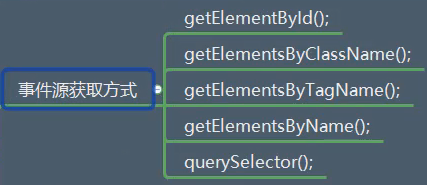 getElementById();
getElementsByClassName();
事件源获取方式
getElementsByTagName();
getElementsByName();
querySelector();